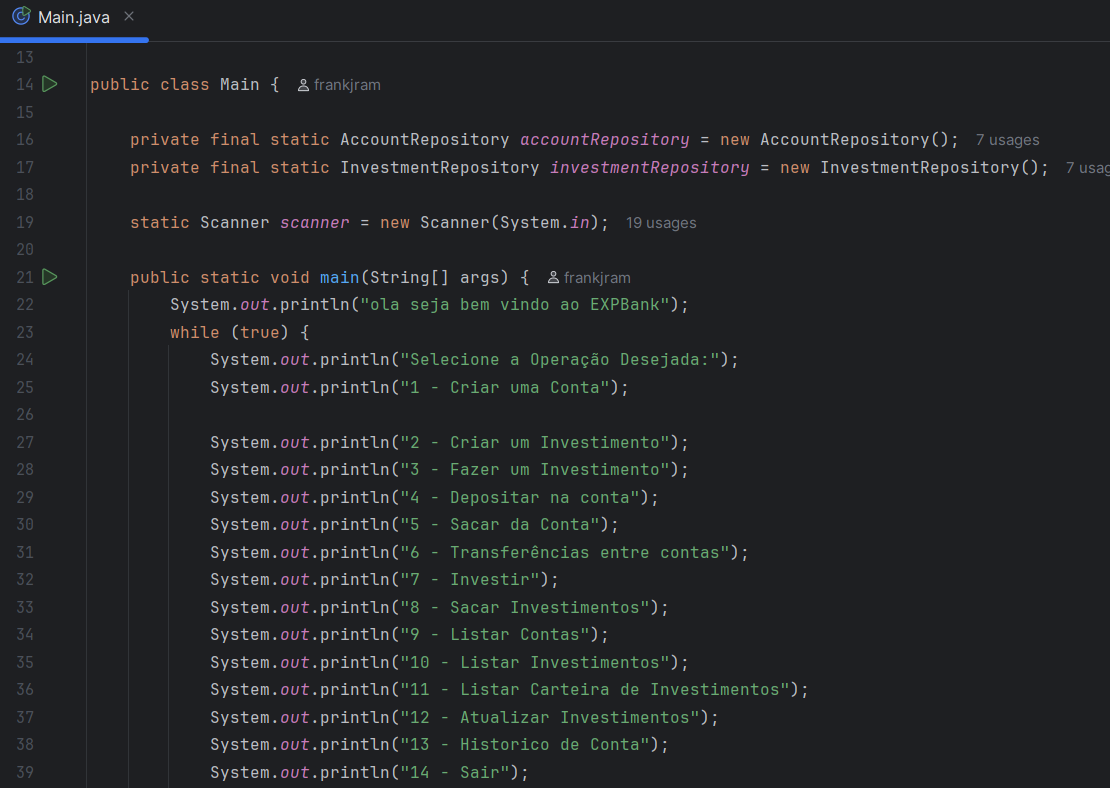 Main.java
13
14 public class Main { frankjram
15
16 private final static AccountRepository accountRepository = new AccountRepository(); 7 usages
17 private final static InvestmentRepository investmentRepository = new InvestmentRepository(); 7 usag
18
19 static Scanner scanner = new Scanner(System.in); 19 usages
20
21 public static void main(String[] args) { frankjram
22 System.out.println("ola seja bem vindo ao EXPBank");
23 while (true) {
24 System.out.println("Selecione a Operação Desejada:");
25 System.out.println("1 - Criar uma Conta");
26
27 System.out.println("2 - Criar um Investimento");
28 System.out.println("3 - Fazer um Investimento");
29 System.out.println("4 - Depositar na conta");
30 System.out.println("5 - Sacar da Conta");
31 System.out.println("6 - Transferências entre contas");
32 System.out.println("7 - Investir");
33 System.out.println("8 - Sacar Investimentos");
34 System.out.println("9 - Listar Contas");
35 System.out.println("10 - Listar Investimentos");
36 System.out.println("11 - Listar Carteira de Investimentos");
37 System.out.println("12 - Atualizar Investimentos");
38 System.out.println("13 - Historico de Conta");
39 System.out.println("14 - Sair");